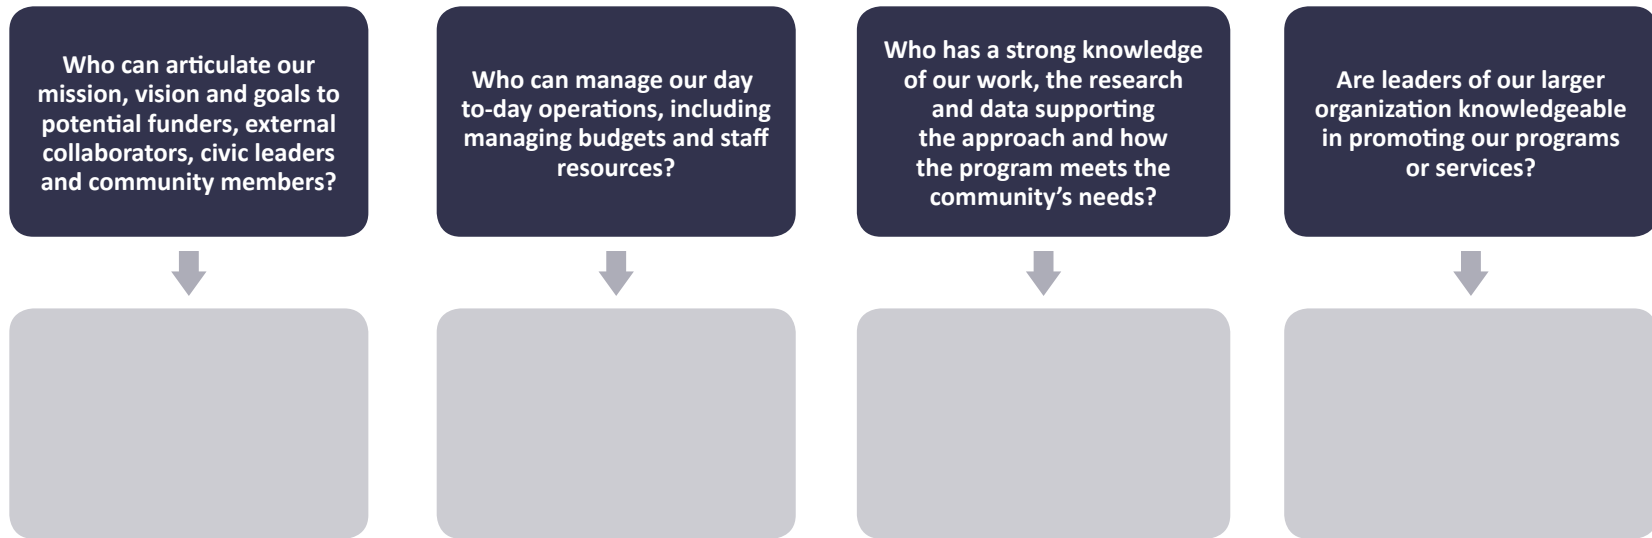 Who can articulate our
mission, vision and goals to
potential funders, external
collaborators, civic leaders
and community members?
Who can manage our day
to-day operations, including
managing budgets and staff
resources?
Who has a strong knowledge
of our work, the research
and data supporting
the approach and how
the program meets the
community’s needs?
Are leaders of our larger
organization knowledgeable
in promoting our programs
or services?